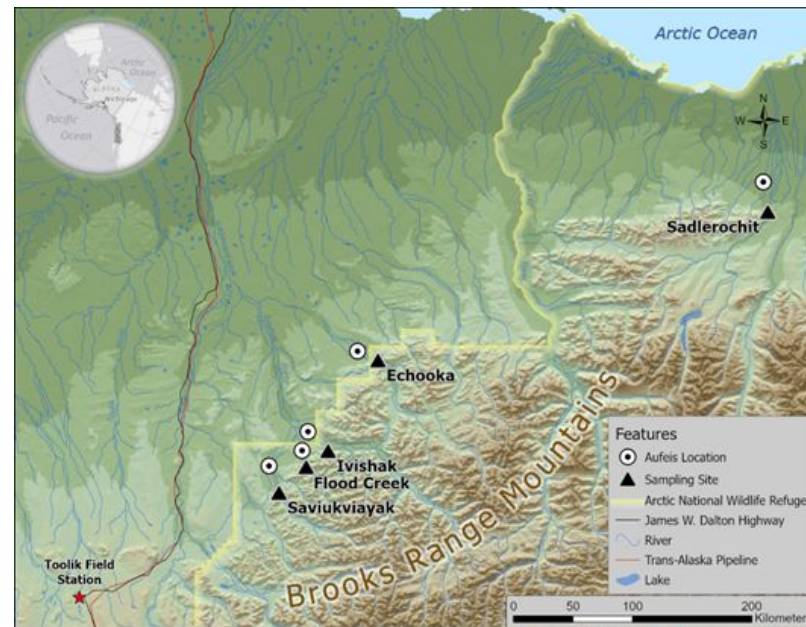 Arctic Ocean
Arctic
Ocean
ALASKA
Pacific
Ocean
N
W
E
S
Sadlerochit
Echooka
Ivishak
Flood Creek
Saviukviayak
Brooks Range Mountains
Toolik Field
Station
Features
Aufeis Location
Sampling Site
Arctic National Wildlife Refuge
James W. Dalton Highway
River
Trans-Alaska Pipeline
Lake
0 50 100 200
Kilometer